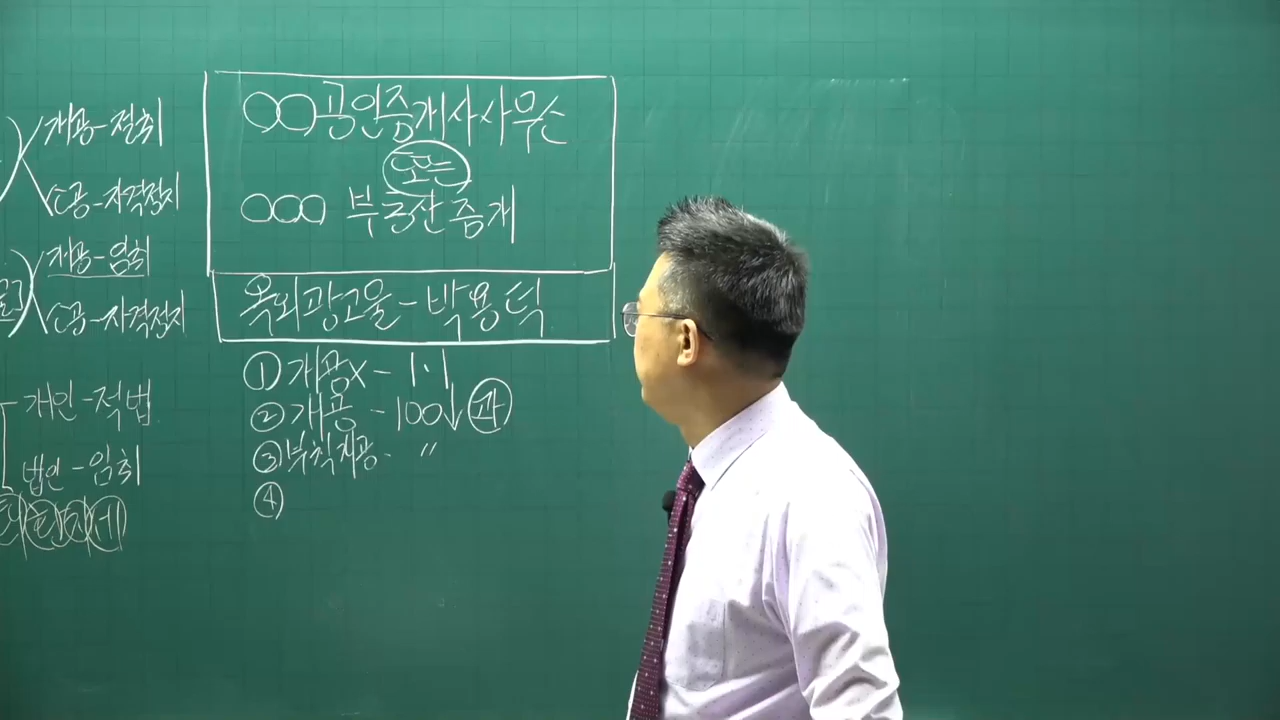 개공-절취
소공-자격정지
개공-임취
소공-자격정지
개인-적법
법인-임취
○○공인중개사사무소
또는
○○○ 부동산중개
옥외광고물-박용덕
① 개공X - 1·1
② 개공 - 100↓ 과
③ 부칙개공 - 〃
④